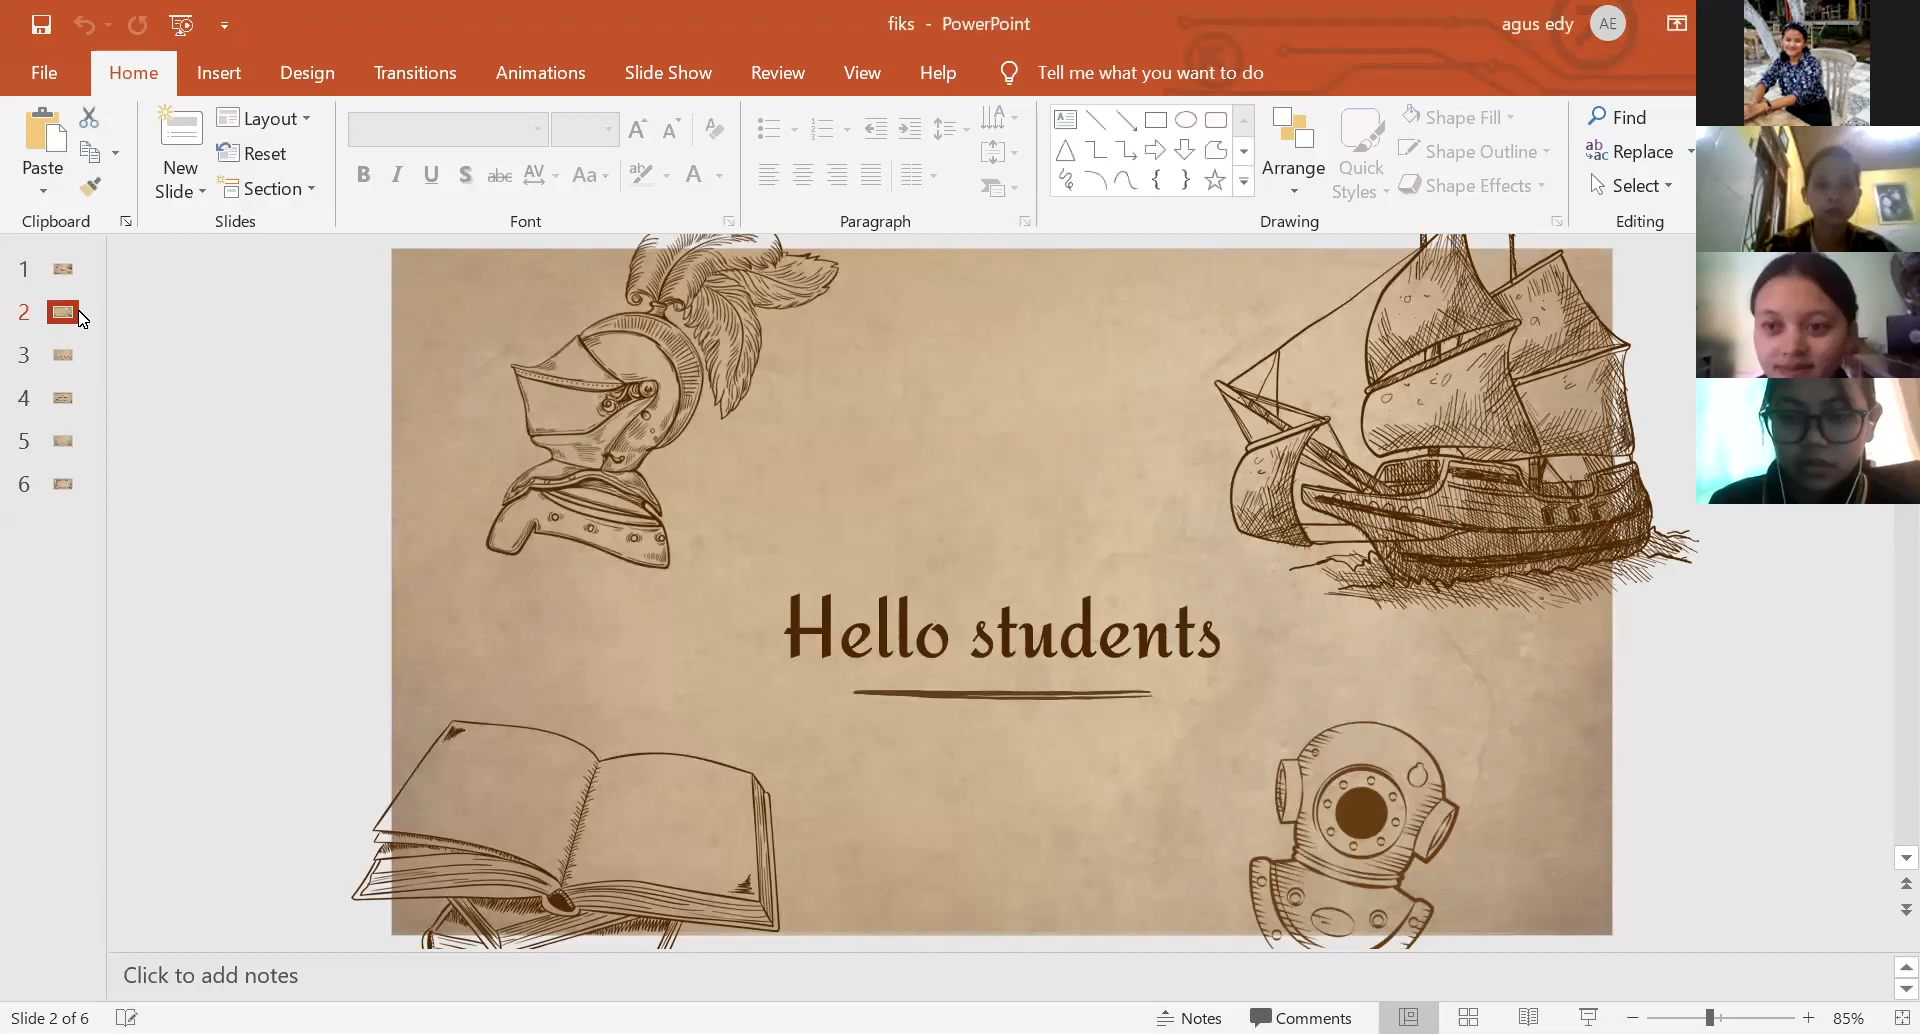 fiks - PowerPoint
agus edy AE
File Home Insert Design Transitions Animations Slide Show Review View Help Tell me what you want to do
Paste
Clipboard
New
Slide
Layout
Reset
Section
Slides
B I U S abc AV Aa A
Font
Paragraph
Arrange
Quick
Styles
Shape Fill
Shape Outline
Shape Effects
Drawing
Find
Replace
Select
Editing
1
2
3
4
5
6
Hello students
Click to add notes
Slide 2 of 6
Notes
Comments
85%